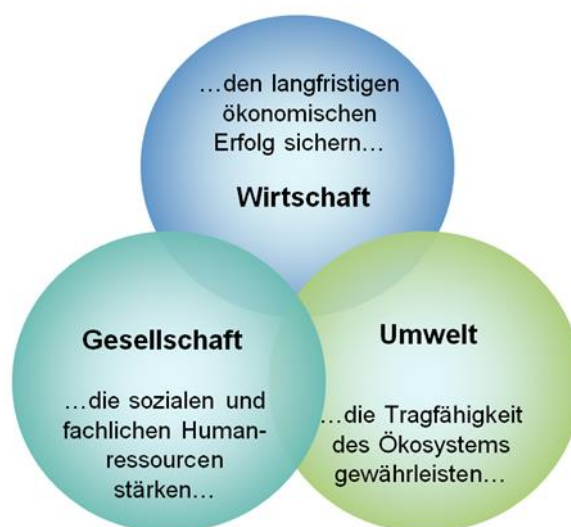 …den langfristigen
ökonomischen
Erfolg sichern…
Wirtschaft
Gesellschaft
…die sozialen und
fachlichen Human-
ressourcen
stärken…
Umwelt
…die Tragfähigkeit
des Ökosystems
gewährleisten…